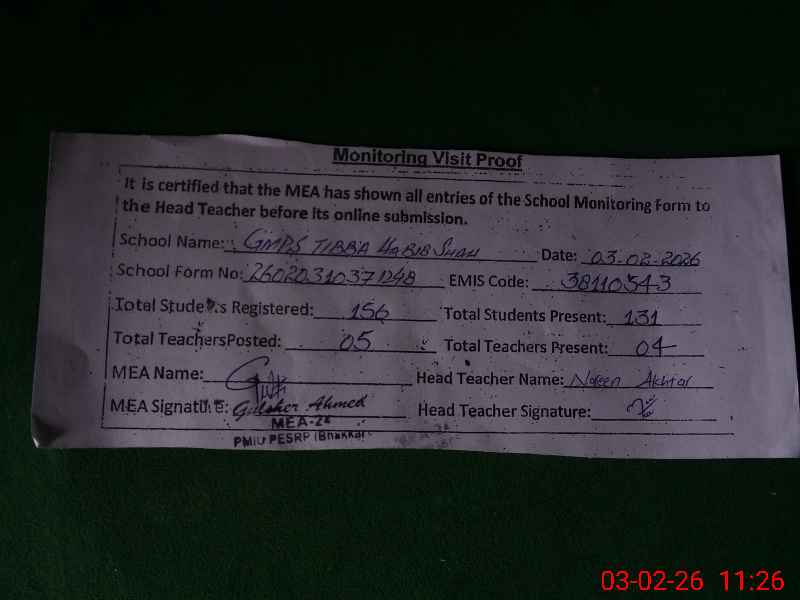 Monitoring Visit Proof
It is certified that the MEA has shown all entries of the School Monitoring Form to
the Head Teacher before its online submission.
School Name: GMPS TIBBA HABIB SHAH Date: 03-02-2026
School Form No: 26020310371248 EMIS Code: 38110543
Total Students Registered: 156 Total Students Present: 131
Total TeachersPosted: 05 Total Teachers Present: 04
MEA Name: Head Teacher Name: Noreen Akhtar
MEA Signature: Gulsher Ahmed Head Teacher Signature:
MEA-24
PMIU PESRP (Bhakkar)
03-02-26 11:26